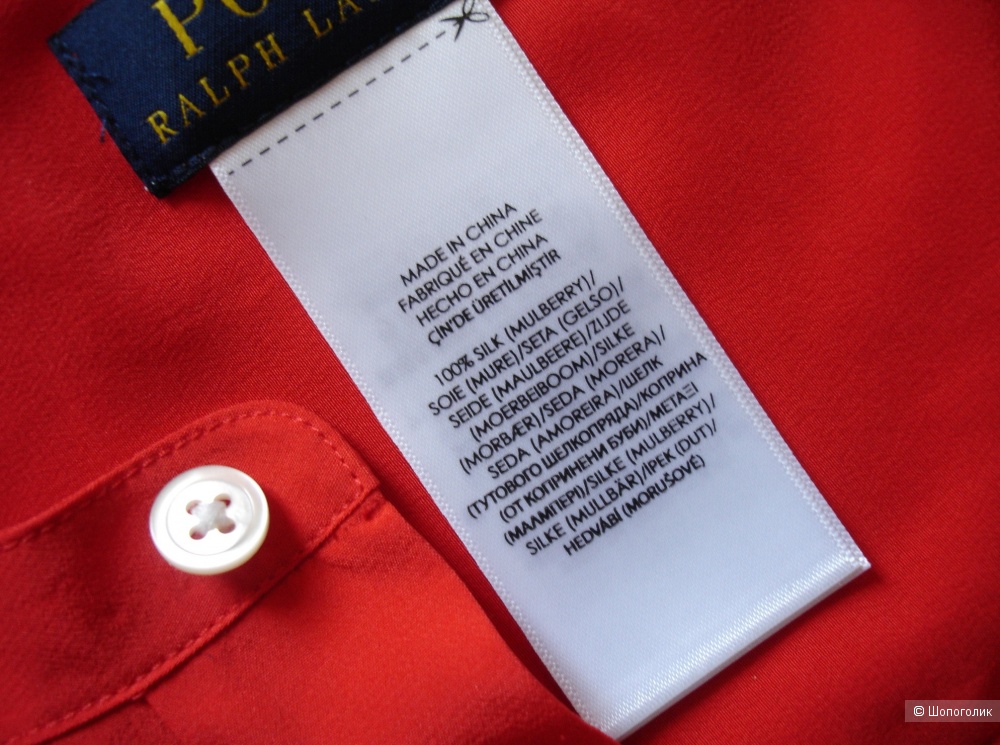 PO
RALPH LA
MADE IN CHINA
FABRIQUÉ EN CHINE
HECHO EN CHINA
ÇİN'DE ÜRETİLMİŞTİR
100% SILK (MULBERRY)/
SOIE (MURE)/SETA (GELSO)/
SEIDE (MAULBEERE)/ZIJDE
(MOERBEIBOOM)/SILKE
(MORBÆR)/SEDA (MORERA)/
SEDA (AMOREIRA)/ШЕЛК
(ТУТОВОГО ШЕЛКОПРЯДА)/КОПРИНА
(ОТ КОПРИНЕНИ БУБИ)/ΜΕΤΑΞΙ
(ΜΑΛΜΠΕΡΙ)/SILKE (MULBERRY)/
SILKE (MULLBÄR)/İPEK (DUT)/
HEDVÁBÍ (MORUŠOVÉ)
© Шопоголик